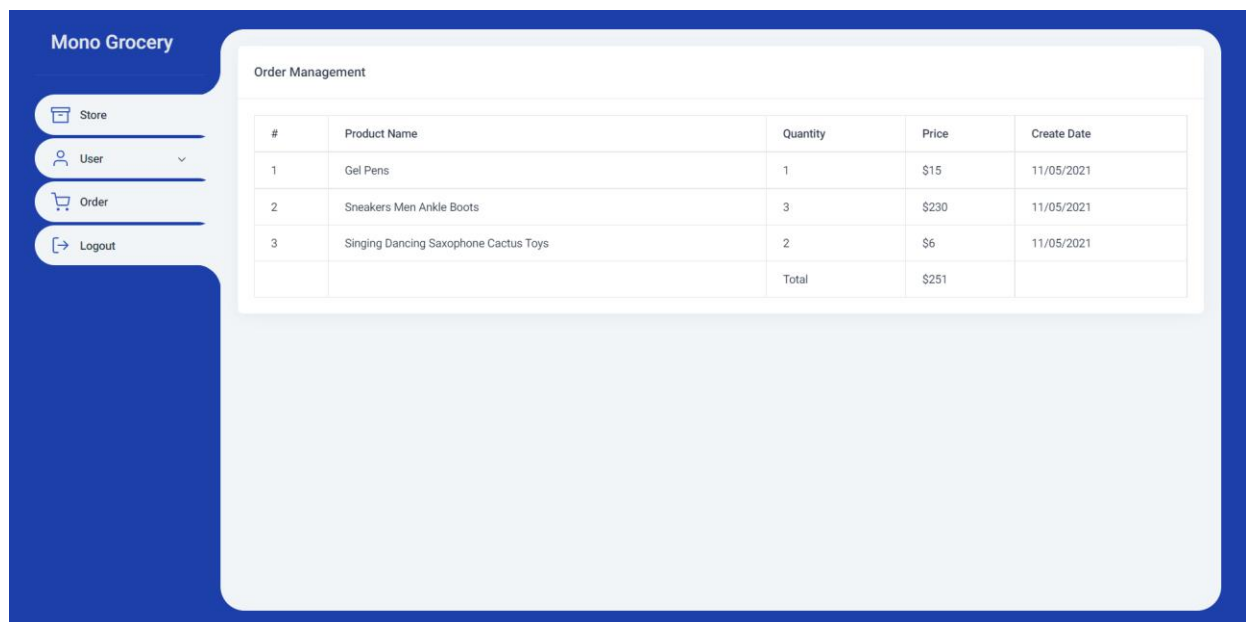 Mono Grocery
Store
User
Order
Logout
Order Management
# Product Name Quantity Price Create Date
1 Gel Pens 1 $15 11/05/2021
2 Sneakers Men Ankle Boots 3 $230 11/05/2021
3 Singing Dancing Saxophone Cactus Toys 2 $6 11/05/2021
Total $251